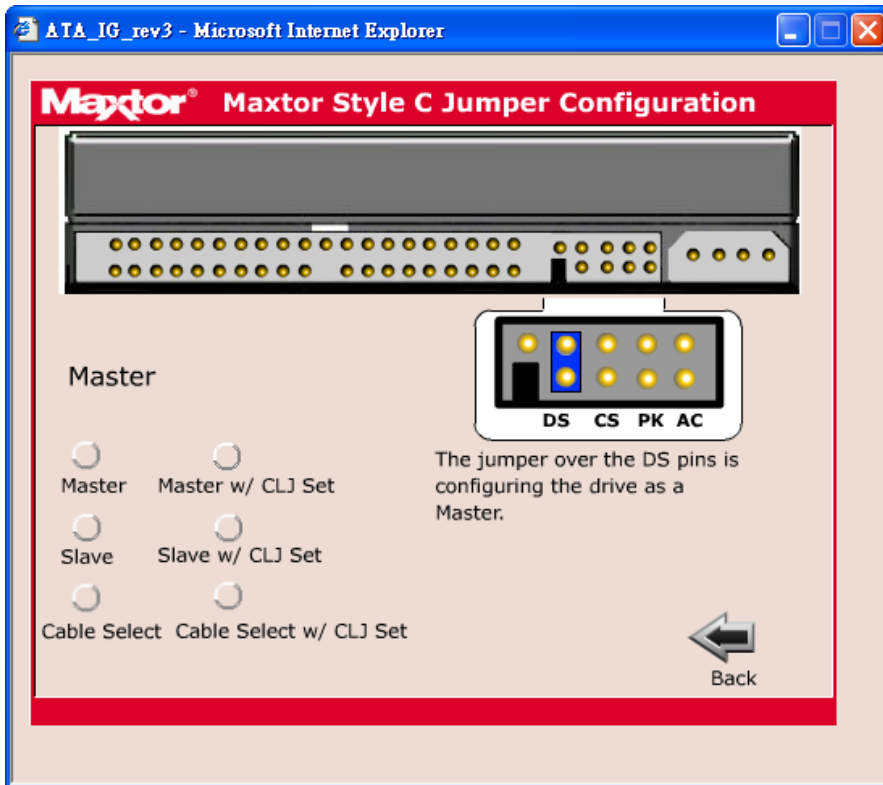 ATA_IG_rev3 - Microsoft Internet Explorer
Maxtor® Maxtor Style C Jumper Configuration
DS CS PK AC
Master
The jumper over the DS pins is
configuring the drive as a
Master.
Master Master w/ CLJ Set
Slave Slave w/ CLJ Set
Cable Select Cable Select w/ CLJ Set
Back